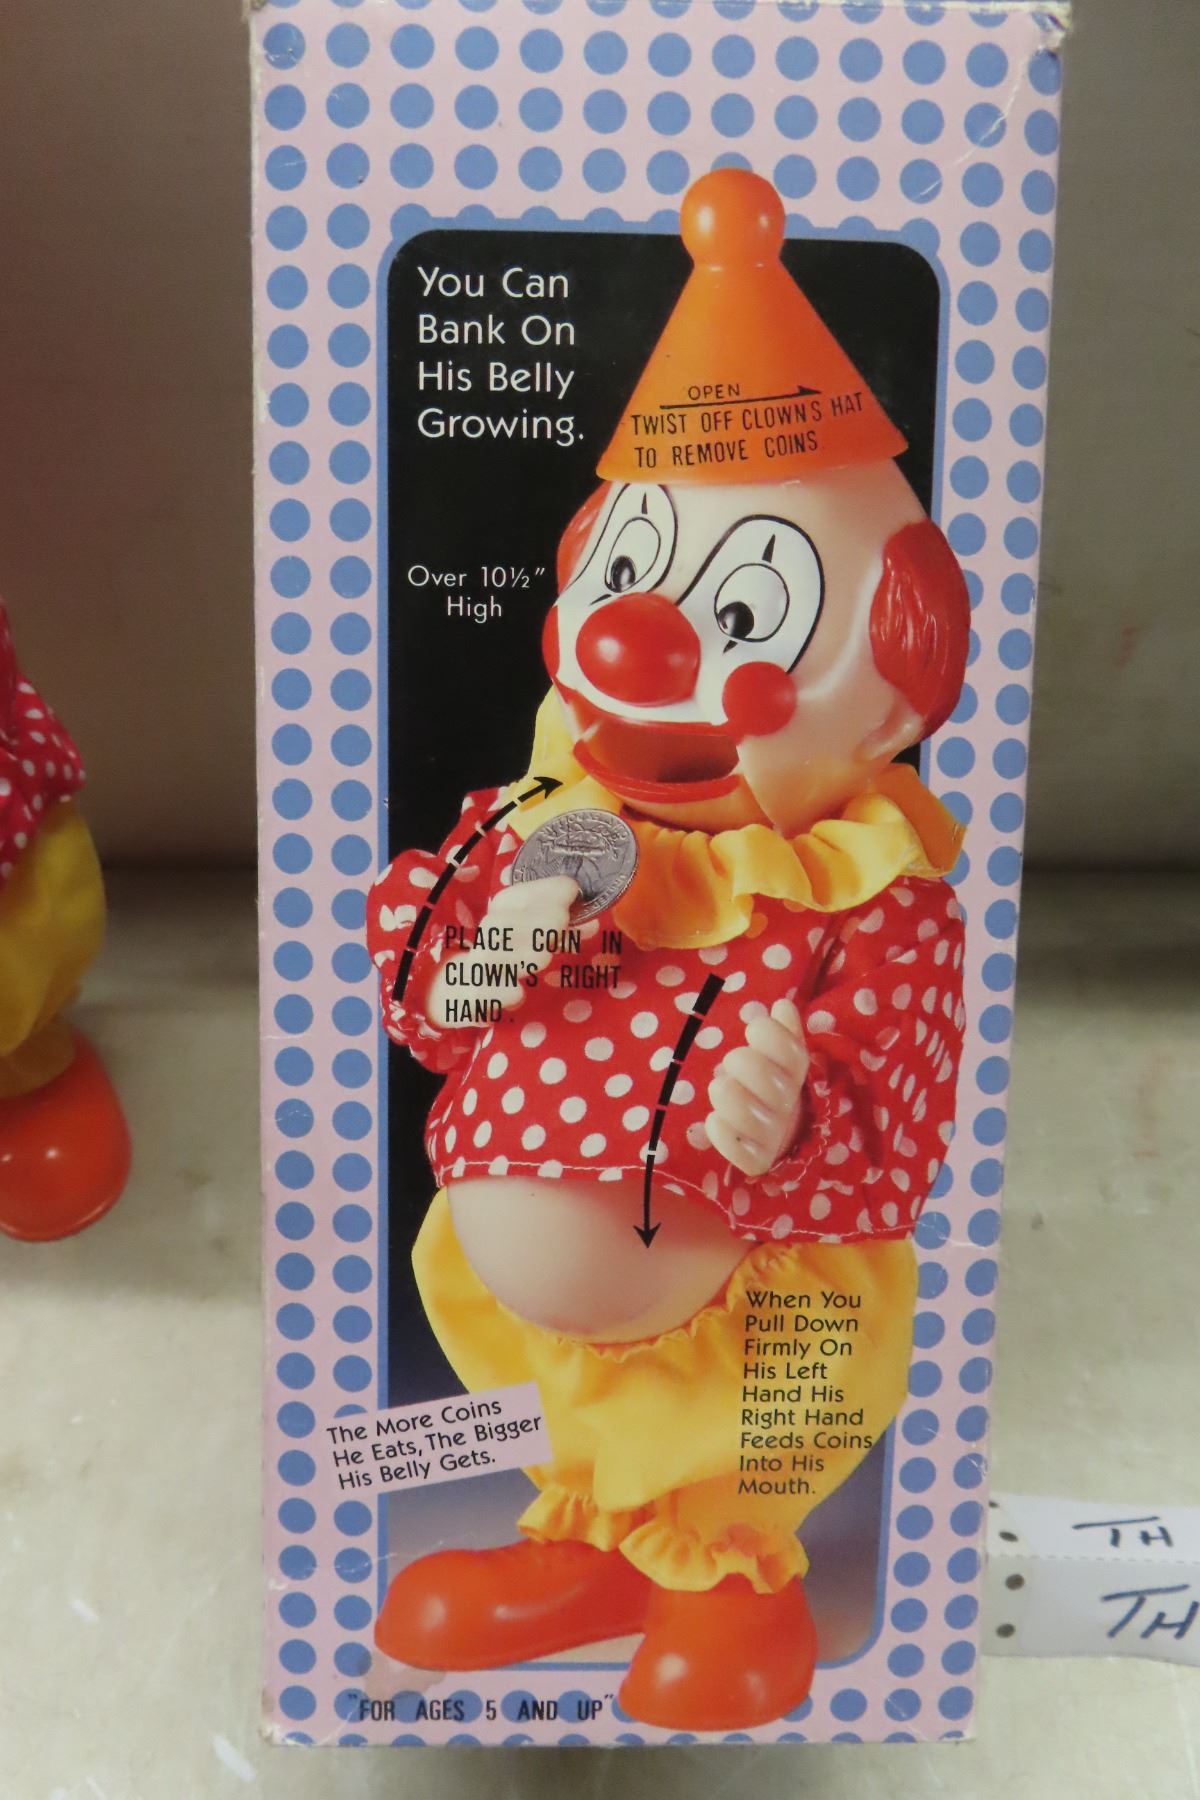 You Can
Bank On
His Belly
Growing.
OPEN
TWIST OFF CLOWN'S HAT
TO REMOVE COINS.
Over 10½"
High
PLACE COIN IN
CLOWN'S RIGHT
HAND.
When You
Pull Down
Firmly On
His Left
Hand His
Right Hand
Feeds Coins
Into His
Mouth.
The More Coins
He Eats, The Bigger
His Belly Gets.
"FOR AGES 5 AND UP"
TH
TH